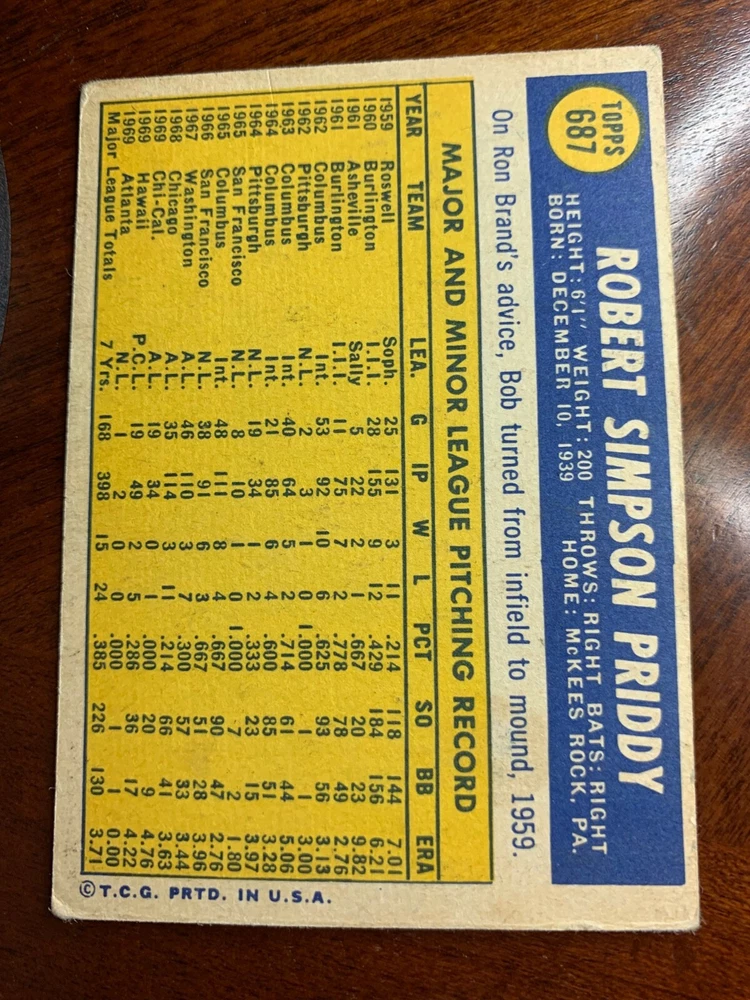 TOPPS
687
ROBERT SIMPSON PRIDDY
HEIGHT: 6'1" WEIGHT: 200 THROWS: RIGHT BATS: RIGHT
BORN: DECEMBER 10, 1939 HOME: McKEES ROCK, PA.
On Ron Brand's advice, Bob turned from infield to mound, 1959.
MAJOR AND MINOR LEAGUE PITCHING RECORD
YEAR TEAM LEA. G IP W L PCT SO BB ERA
1959 Roswell Soph. 25 131 3 11 .214 118 144 7.01
1960 Burlington I.I.I. 28 155 9 12 .429 184 156 6.21
1961 Asheville Sally 5 22 2 1 .667 20 23 9.82
1961 Burlington I.I.I. 11 75 7 2 .778 78 49 2.76
1962 Columbus Int. 53 92 10 6 .625 93 56 3.13
1962 Pittsburgh N.L. 2 3 1 0 1.000 1 1 3.00
1963 Columbus Int. 40 64 5 2 .714 61 44 5.06
1964 Columbus Int. 21 85 6 4 .600 85 51 3.28
1964 Pittsburgh N.L. 19 34 1 2 .333 23 15 3.97
1965 San Francisco N.L. 8 10 1 0 1.000 7 2 1.80
1965 Columbus Int. 48 111 8 4 .667 90 47 2.76
1966 San Francisco N.L. 38 91 6 3 .667 51 28 3.96
1967 Washington A.L. 46 110 3 7 .300 57 33 3.44
1968 Chicago A.L. 35 114 3 11 .214 66 41 3.63
1969 Chi-Cal. A.L. 19 34 0 1 .000 20 9 4.76
1969 Hawaii P.C.L. 19 49 2 5 .286 36 17 4.22
1969 Atlanta N.L. 1 2 0 0 .000 1 1 0.00
Major League Totals 7 Yrs. 168 398 15 24 .385 226 130 3.71
©T.C.G. PRTD. IN U.S.A.